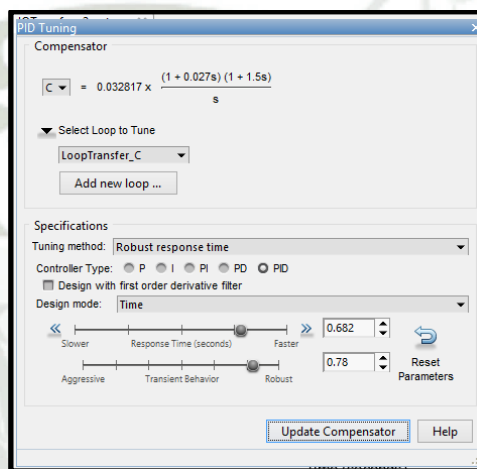 PID Tuning
Compensator
C = 0.032817 x (1 + 0.027s) (1 + 1.5s)
s
Select Loop to Tune
LoopTransfer_C
Add new loop ...
Specifications
Tuning method: Robust response time
Controller Type: P I PI PD PID
Design with first order derivative filter
Design mode: Time
0.682
Slower Response Time (seconds) Faster
0.78
Aggressive Transient Behavior Robust
Reset
Parameters
Update Compensator Help